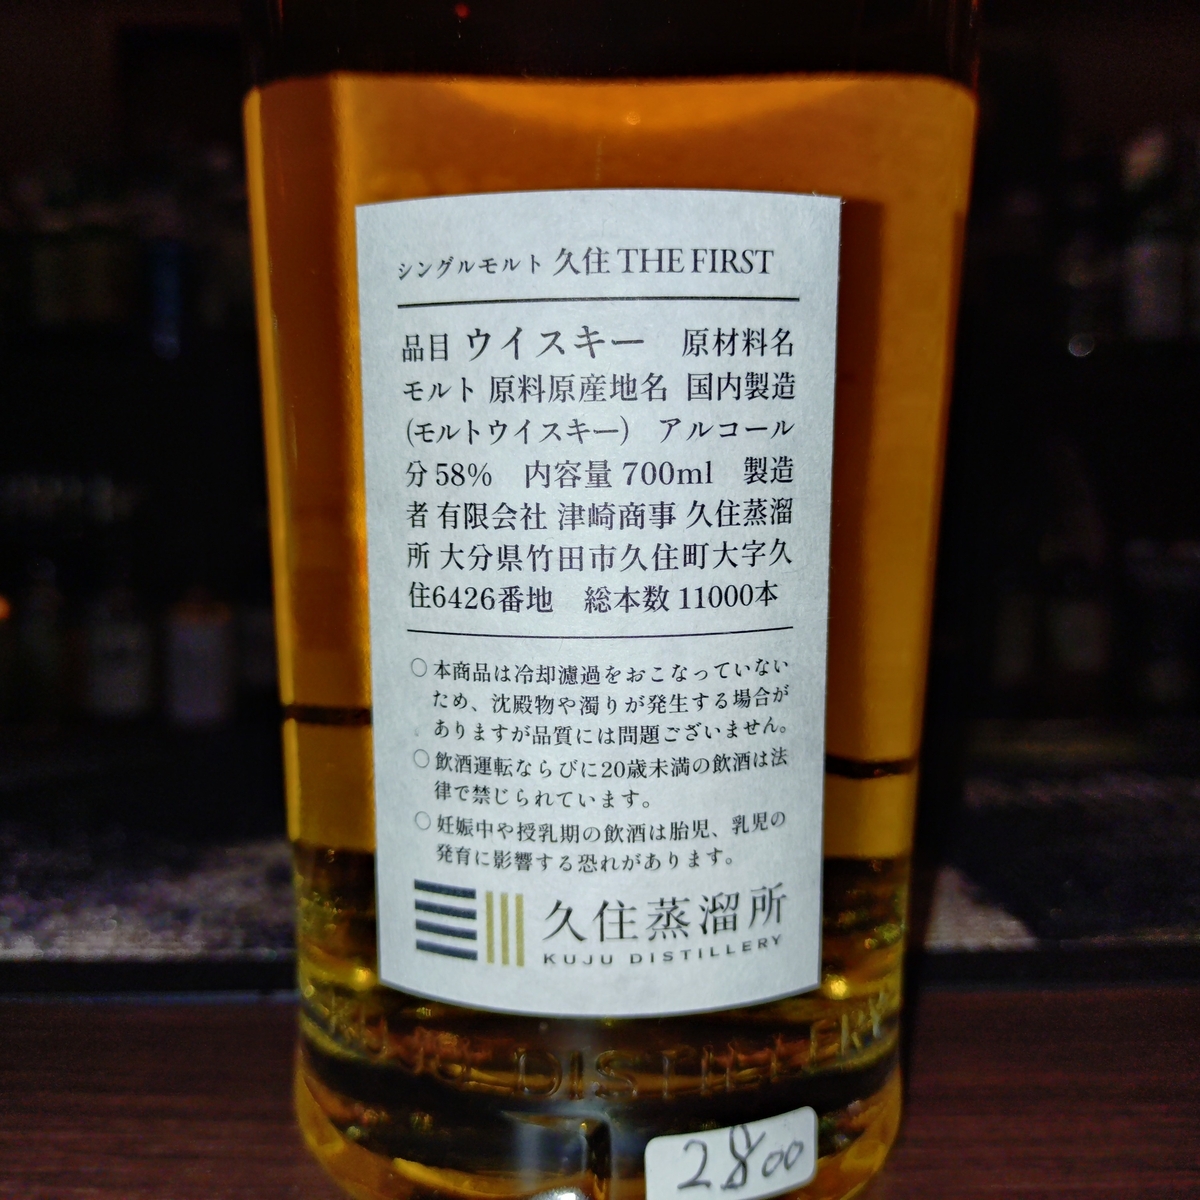 シングルモルト 久住 THE FIRST
品目 ウイスキー 原材料名
モルト 原料原産地名 国内製造
(モルトウイスキー) アルコール
分58% 内容量 700ml 製造
者 有限会社 津崎商事 久住蒸溜
所 大分県竹田市久住町大字久
住6426番地 総本数 11000本
○本商品は冷却濾過をおこなっていない
ため、沈殿物や濁りが発生する場合が
ありますが品質には問題ございません。
○飲酒運転ならびに20歳未満の飲酒は法
律で禁じられています。
○妊娠中や授乳期の飲酒は胎児、乳児の
発育に影響する恐れがあります。
久住蒸溜所
KUJU DISTILLERY
KUJU DISTILLERY
2800